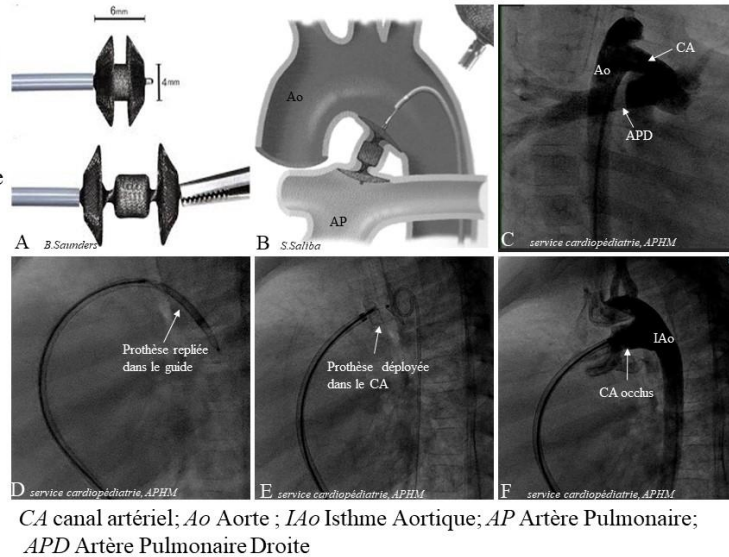 6mm
4mm
A B.Saunders
Ao
AP
B S.Saliba
CA
Ao
APD
C service cardiopédiatrie, APHM
e
Prothèse repliée
dans le guide
D service cardiopédiatrie, APHM
Prothèse déployée
dans le CA
E service cardiopédiatrie, APHM
IAo
CA occlus
F service cardiopédiatrie, APHM
CA canal artériel; Ao Aorte ; IAo Isthme Aortique; AP Artère Pulmonaire;
APD Artère Pulmonaire Droite